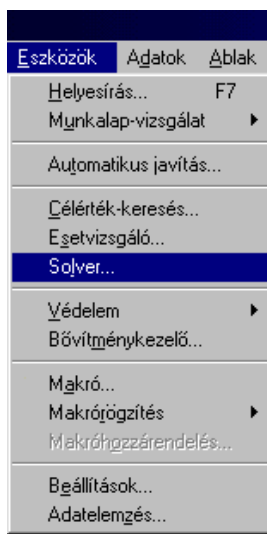 Eszközök Adatok Ablak
Helyesírás... F7
Munkalap-vizsgálat
Automatikus javítás...
Célérték-keresés...
Esetvizsgáló...
Solver...
Védelem
Bővítménykezelő...
Makró...
Makrórögzítés
Makróhozzárendelés...
Beállítások...
Adatelemzés...